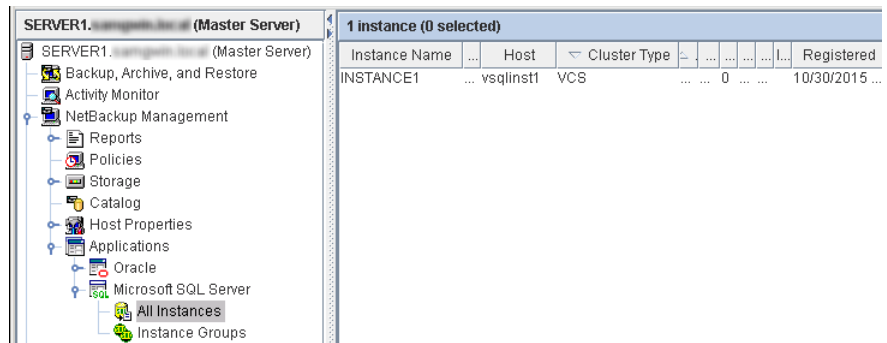 SERVER1. (Master Server)
1 instance (0 selected)
SERVER1. (Master Server)
Backup, Archive, and Restore
Activity Monitor
NetBackup Management
Reports
Policies
Storage
Catalog
Host Properties
Applications
Oracle
Microsoft SQL Server
All Instances
Instance Groups
Instance Name ... Host Cluster Type . ... ... ... ... I... Registered
INSTANCE1 ... vsqlinst1 VCS ... ... 0 ... ... 10/30/2015 ...